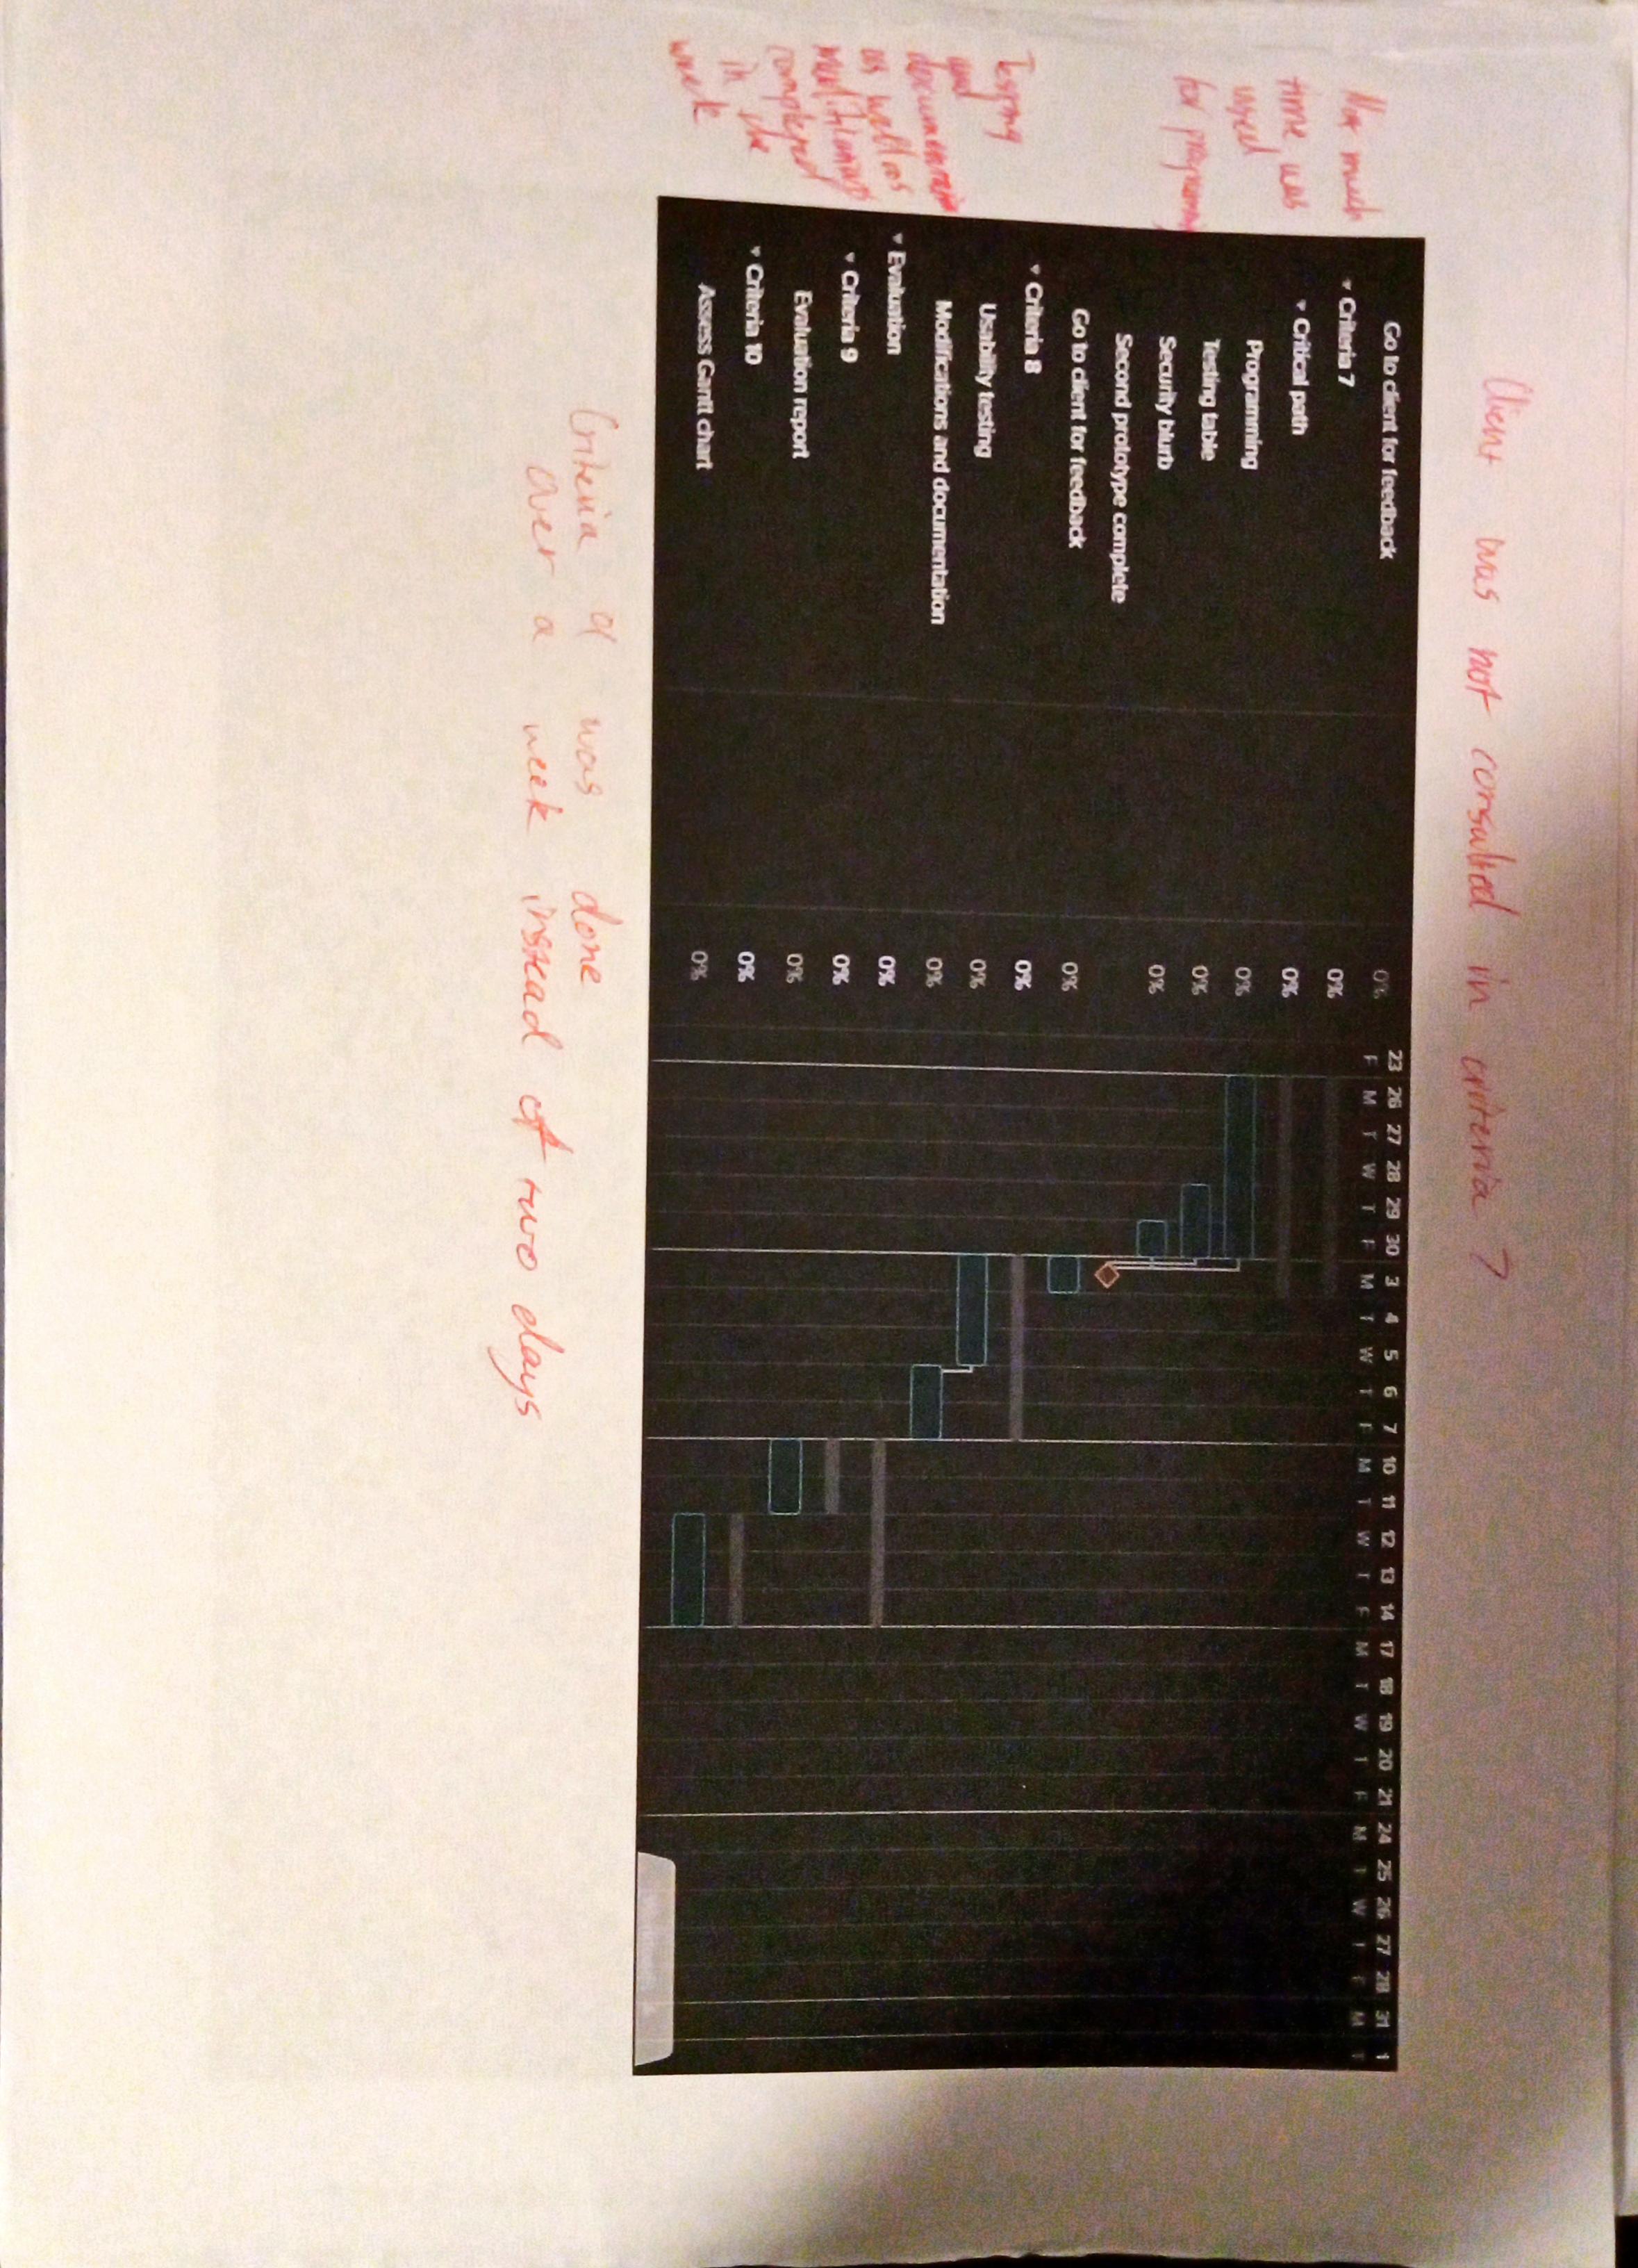 Client was not consulted in criteria 7
23 26 27 28 29 30 3 4 5 6 7 10 11 12 13 14 17 18 19 20 21 24 25 26 27 28 31 1
F M T W T F M T W T F M T W T F M T W T F M T W T F M T
Go to client for feedback 0%
Criteria 7 0%
Critical path 0%
Programming 0%
Testing table 0%
Security blurb 0%
Second prototype complete
Go to client for feedback 0%
Criteria 8 0%
Usability testing 0%
Modifications and documentation 0%
Evaluation 0%
Criteria 9 0%
Evaluation report 0%
Criteria 10 0%
Assess Gantt chart 0%
Not much
time was
used
for programming
Testing
and
documentation
as well as
modifications
completed
in the
week
Criteria 9 was done
over a week instead of two days